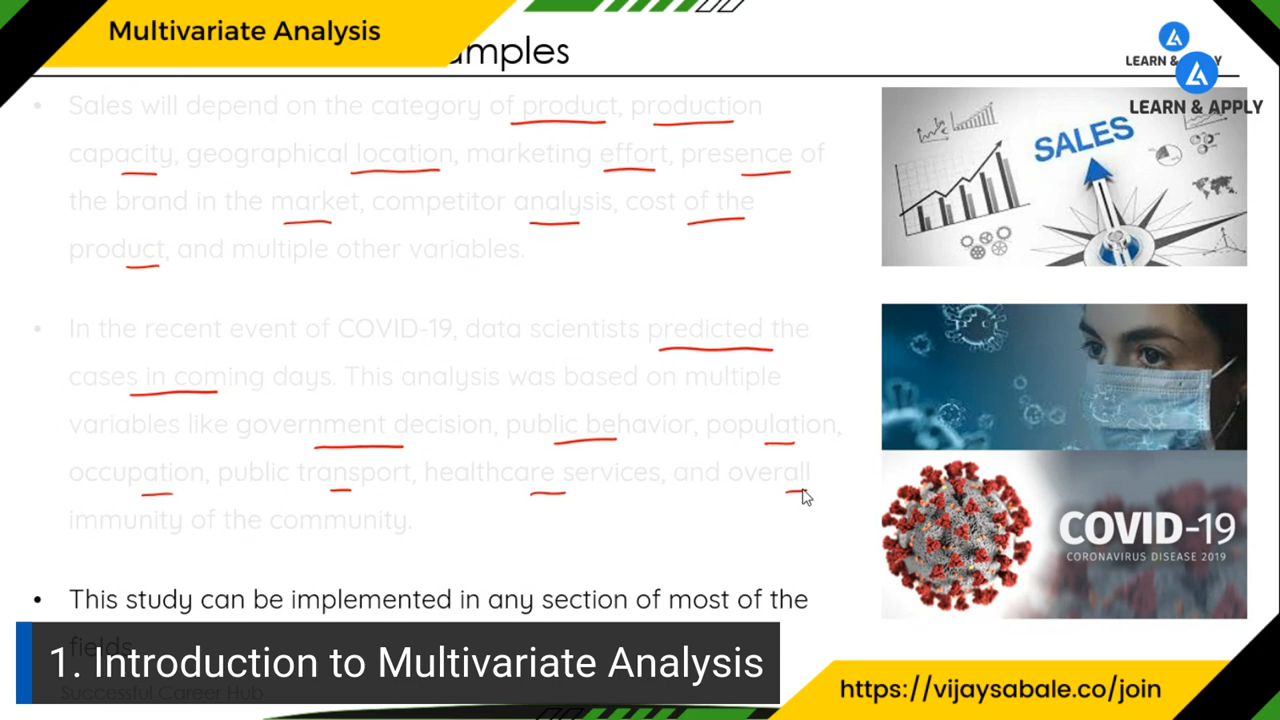 Multivariate Analysis
mples
LEARN & Y
LEARN & APPLY
• Sales will depend on the category of product, production
capacity, geographical location, marketing effort, presence of
the brand in the market, competitor analysis, cost of the
product, and multiple other variables.
SALES
• In the recent event of COVID-19, data scientists predicted the
cases in coming days. This analysis was based on multiple
variables like government decision, public behavior, population,
occupation, public transport, healthcare services, and overall
immunity of the community.
COVID-19
CORONAVIRUS DISEASE 2019
• This study can be implemented in any section of most of the
fields.
1. Introduction to Multivariate Analysis
Successful Career Hub
https://vijaysabale.co/join